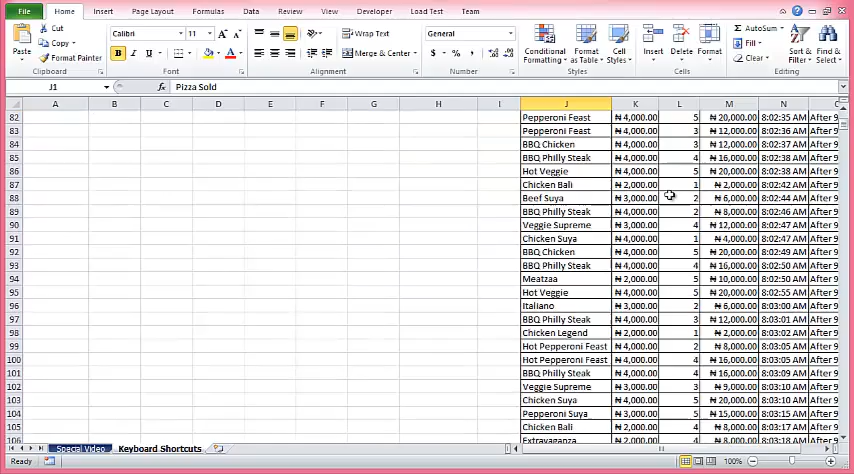 File Home Insert Page Layout Formulas Data Review View Developer Load Test Team
Cut
Copy
Format Painter
Paste
Clipboard
Calibri 11
B I U
Font
Wrap Text
Merge & Center
Alignment
General
$ % ,
Number
Conditional Formatting
Format as Table
Cell Styles
Styles
Insert
Delete
Format
Cells
AutoSum
Fill
Clear
Sort & Filter
Find & Select
Editing
J1 fx Pizza Sold
A B C D E F G H I J K L M N
82 Pepperoni Feast ₦ 4,000.00 5 ₦ 20,000.00 8:02:35 AM After 9
83 Pepperoni Feast ₦ 4,000.00 3 ₦ 12,000.00 8:02:36 AM After 9
84 BBQ Chicken ₦ 4,000.00 3 ₦ 12,000.00 8:02:37 AM After 9
85 BBQ Philly Steak ₦ 4,000.00 4 ₦ 16,000.00 8:02:38 AM After 9
86 Hot Veggie ₦ 4,000.00 5 ₦ 20,000.00 8:02:38 AM After 9
87 Chicken Bali ₦ 2,000.00 1 ₦ 2,000.00 8:02:42 AM After 9
88 Beef Suya ₦ 3,000.00 2 ₦ 6,000.00 8:02:44 AM After 9
89 BBQ Philly Steak ₦ 4,000.00 2 ₦ 8,000.00 8:02:46 AM After 9
90 Veggie Supreme ₦ 3,000.00 4 ₦ 12,000.00 8:02:47 AM After 9
91 Chicken Suya ₦ 4,000.00 1 ₦ 4,000.00 8:02:47 AM After 9
92 BBQ Chicken ₦ 4,000.00 5 ₦ 20,000.00 8:02:49 AM After 9
93 BBQ Philly Steak ₦ 4,000.00 4 ₦ 16,000.00 8:02:50 AM After 9
94 Meatzaa ₦ 2,000.00 5 ₦ 10,000.00 8:02:50 AM After 9
95 Hot Veggie ₦ 4,000.00 5 ₦ 20,000.00 8:02:55 AM After 9
96 Italiano ₦ 3,000.00 2 ₦ 6,000.00 8:03:00 AM After 9
97 BBQ Philly Steak ₦ 4,000.00 3 ₦ 12,000.00 8:03:01 AM After 9
98 Chicken Legend ₦ 2,000.00 1 ₦ 2,000.00 8:03:02 AM After 9
99 Hot Pepperoni Feast ₦ 4,000.00 2 ₦ 8,000.00 8:03:05 AM After 9
100 Hot Pepperoni Feast ₦ 4,000.00 4 ₦ 16,000.00 8:03:05 AM After 9
101 BBQ Philly Steak ₦ 4,000.00 4 ₦ 16,000.00 8:03:09 AM After 9
102 Veggie Supreme ₦ 3,000.00 3 ₦ 9,000.00 8:03:10 AM After 9
103 Chicken Suya ₦ 4,000.00 5 ₦ 20,000.00 8:03:10 AM After 9
104 Pepperoni Suya ₦ 3,000.00 5 ₦ 15,000.00 8:03:15 AM After 9
105 Chicken Bali ₦ 2,000.00 4 ₦ 8,000.00 8:03:17 AM After 9
106 Extravaganza ₦ 2,000.00 4 ₦ 8,000.00 8:03:18 AM After 9
Special Video Keyboard Shortcuts
Ready 100%